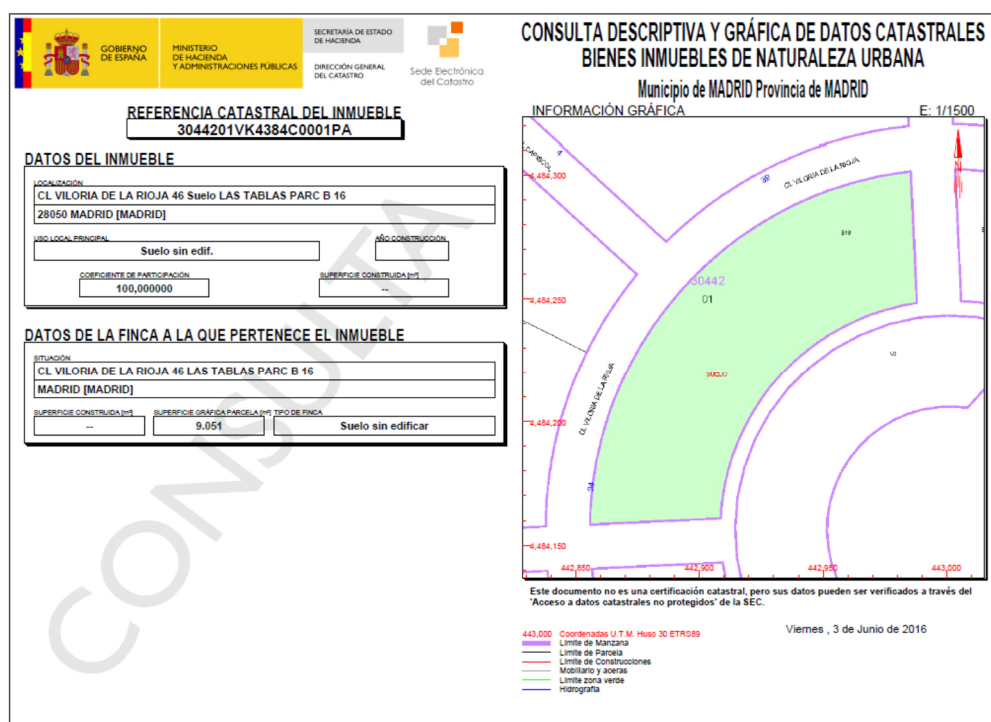 GOBIERNO
DE ESPAÑA
MINISTERIO
DE HACIENDA
Y ADMINISTRACIONES PÚBLICAS
SECRETARÍA DE ESTADO
DE HACIENDA
DIRECCIÓN GENERAL
DEL CATASTRO
Sede Electrónica
del Catastro
CONSULTA DESCRIPTIVA Y GRÁFICA DE DATOS CATASTRALES
BIENES INMUEBLES DE NATURALEZA URBANA
Municipio de MADRID Provincia de MADRID
REFERENCIA CATASTRAL DEL INMUEBLE
3044201VK4384C0001PA
DATOS DEL INMUEBLE
LOCALIZACIÓN
CL VILORIA DE LA RIOJA 46 Suelo LAS TABLAS PARC B 16
28050 MADRID [MADRID]
USO LOCAL PRINCIPAL
AÑO CONSTRUCCIÓN
Suelo sin edif.
COEFICIENTE DE PARTICIPACIÓN
SUPERFICIE CONSTRUIDA [m²]
100,000000
--
DATOS DE LA FINCA A LA QUE PERTENECE EL INMUEBLE
SITUACIÓN
CL VILORIA DE LA RIOJA 46 LAS TABLAS PARC B 16
MADRID [MADRID]
SUPERFICIE CONSTRUIDA [m²]
SUPERFICIE GRÁFICA PARCELA [m²]
TIPO DE FINCA
--
9.051
Suelo sin edificar
CONSULTA
INFORMACIÓN GRÁFICA
E: 1/1500
4
39
CL VILORIA DE LA RIOJA
4,484,300
B16
30442
01
4,484,250
SUELO
CL VILORIA DE LA RIOJA
4,484,200
34
4,484,150
442,850
442,900
442,950
443,000
Este documento no es una certificación catastral, pero sus datos pueden ser verificados a través del
'Acceso a datos catastrales no protegidos' de la SEC.
Viernes , 3 de Junio de 2016
443,000 Coordenadas U.T.M. Huso 30 ETRS89
Límite de Manzana
Límite de Parcela
Límite de Construcciones
Mobiliario y aceras
Límite zona verde
Hidrografía